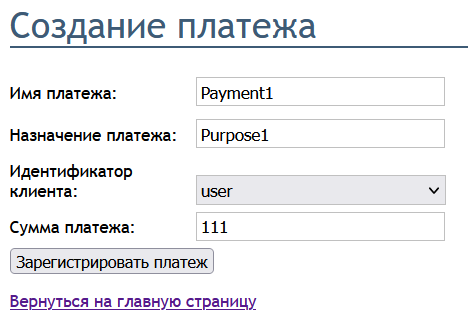 Создание платежа
Имя платежа: Payment1
Назначение платежа: Purpose1
Идентификатор
клиента: user
Сумма платежа: 111
Зарегистрировать платеж
Вернуться на главную страницу